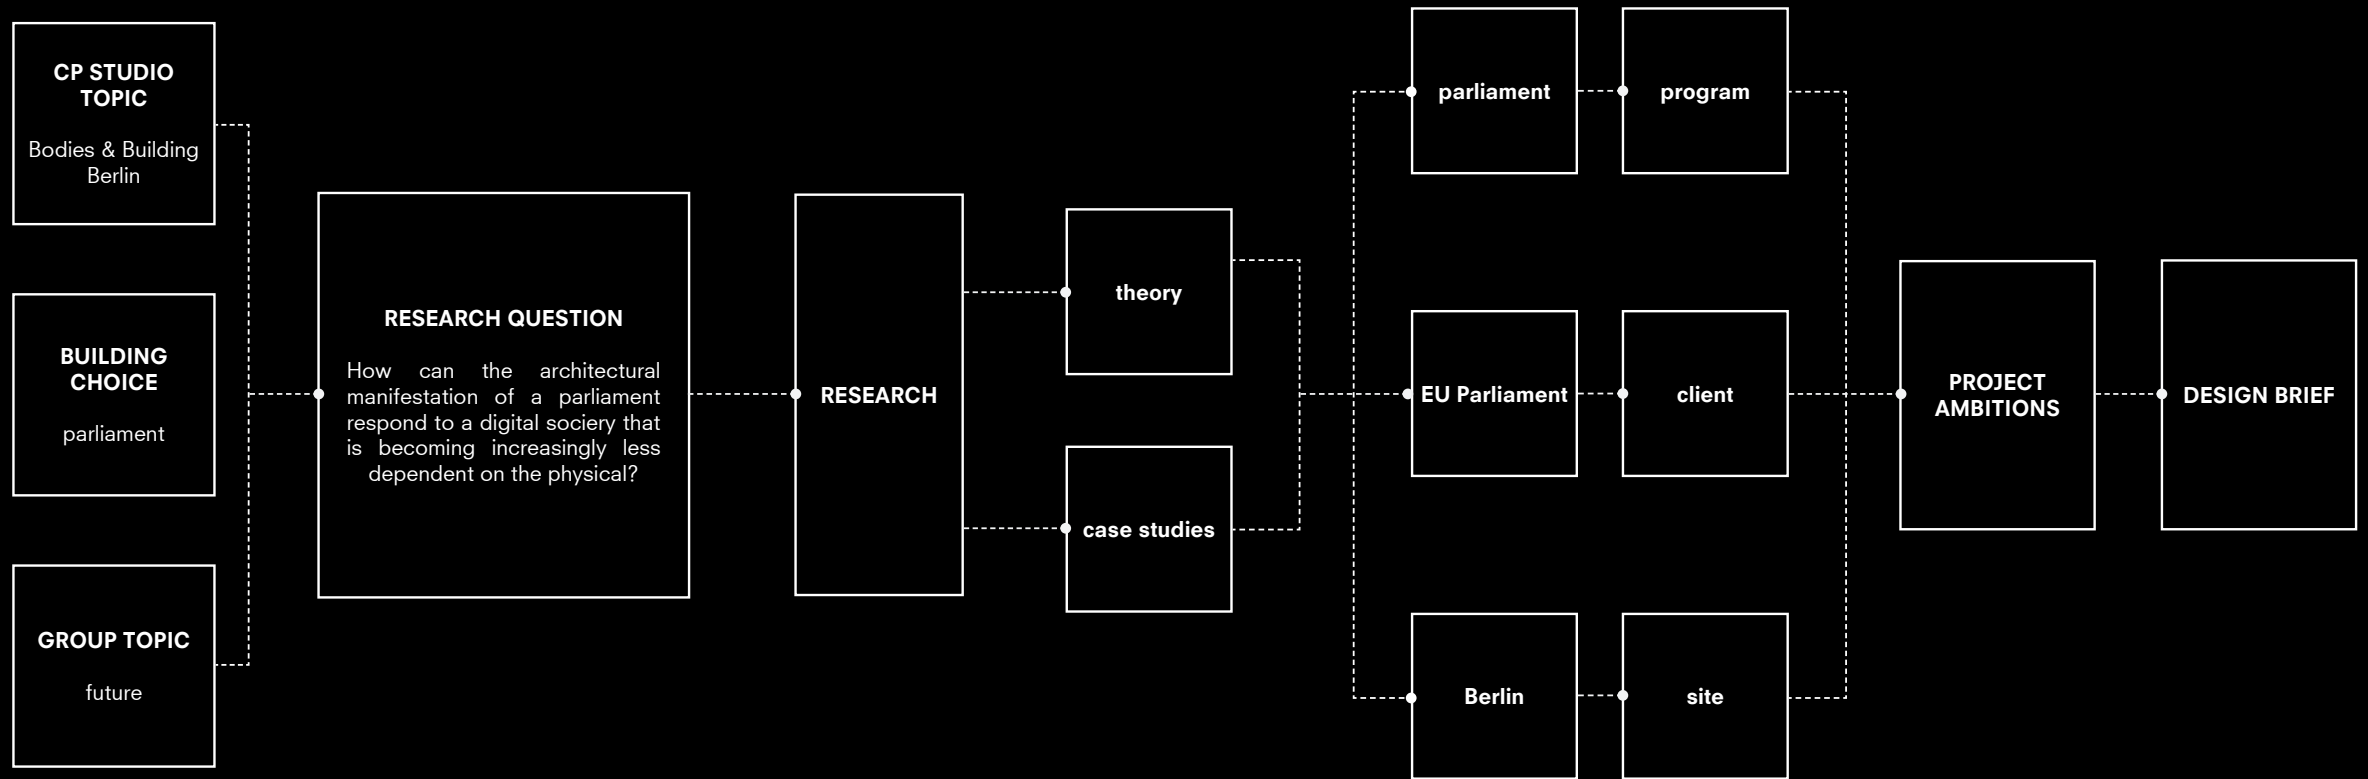 CP STUDIO
TOPIC
Bodies & Building
Berlin
BUILDING
CHOICE
parliament
GROUP TOPIC
future
RESEARCH QUESTION
How can the architectural
manifestation of a parliament
respond to a digital sociery that
is becoming increasingly less
dependent on the physical?
RESEARCH
theory
case studies
parliament
program
EU Parliament
client
Berlin
site
PROJECT
AMBITIONS
DESIGN BRIEF